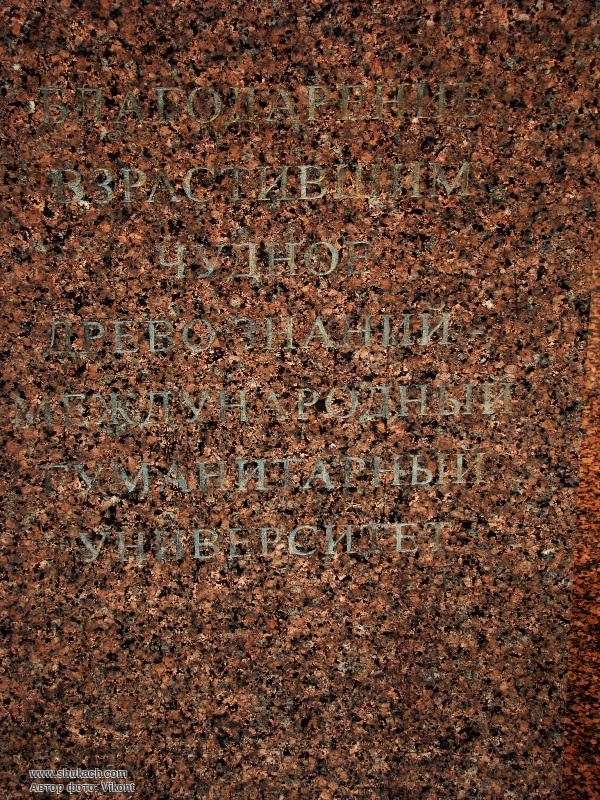 БЛАГОДАРЕНИЕ
ВЗРАСТИВШИМ
ЧУДНОЕ
ДРЕВО ЗНАНИЙ -
МЕЖДУНАРОДНЫЙ
ГУМАНИТАРНЫЙ
УНИВЕРСИТЕТ
www.shukach.com
Автор фото: Vikont